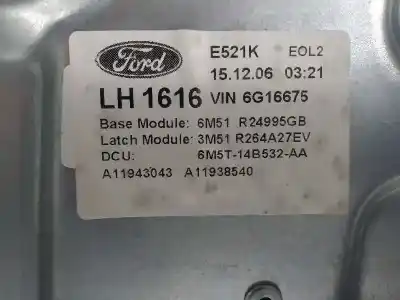 Ford
E521K EOL2
15.12.06 03:21
LH 1616 VIN 6G16675
Base Module: 6M51 R24995GB
Latch Module: 3M51 R264A27EV
DCU: 6M5T-14B532-AA
A11943043 A11938540